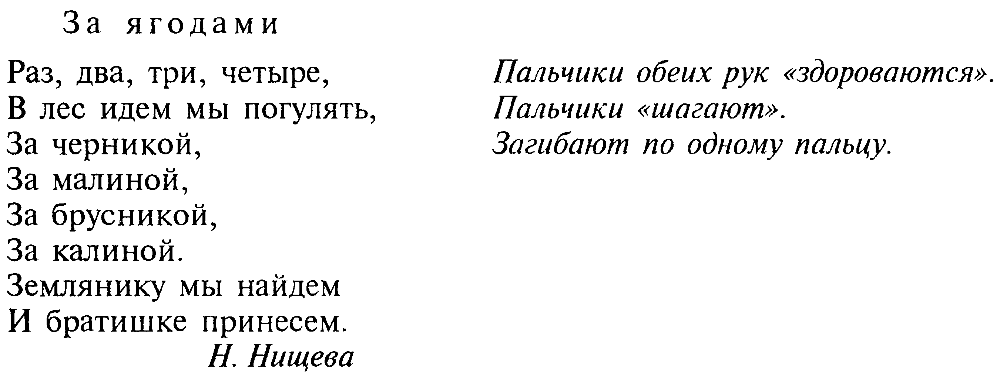 За ягодами
Раз, два, три, четыре, Пальчики обеих рук «здороваются».
В лес идем мы погулять, Пальчики «шагают».
За черникой, Загибают по одному пальцу.
За малиной,
За брусникой,
За калиной.
Землянику мы найдем
И братишке принесем.
Н. Нищева